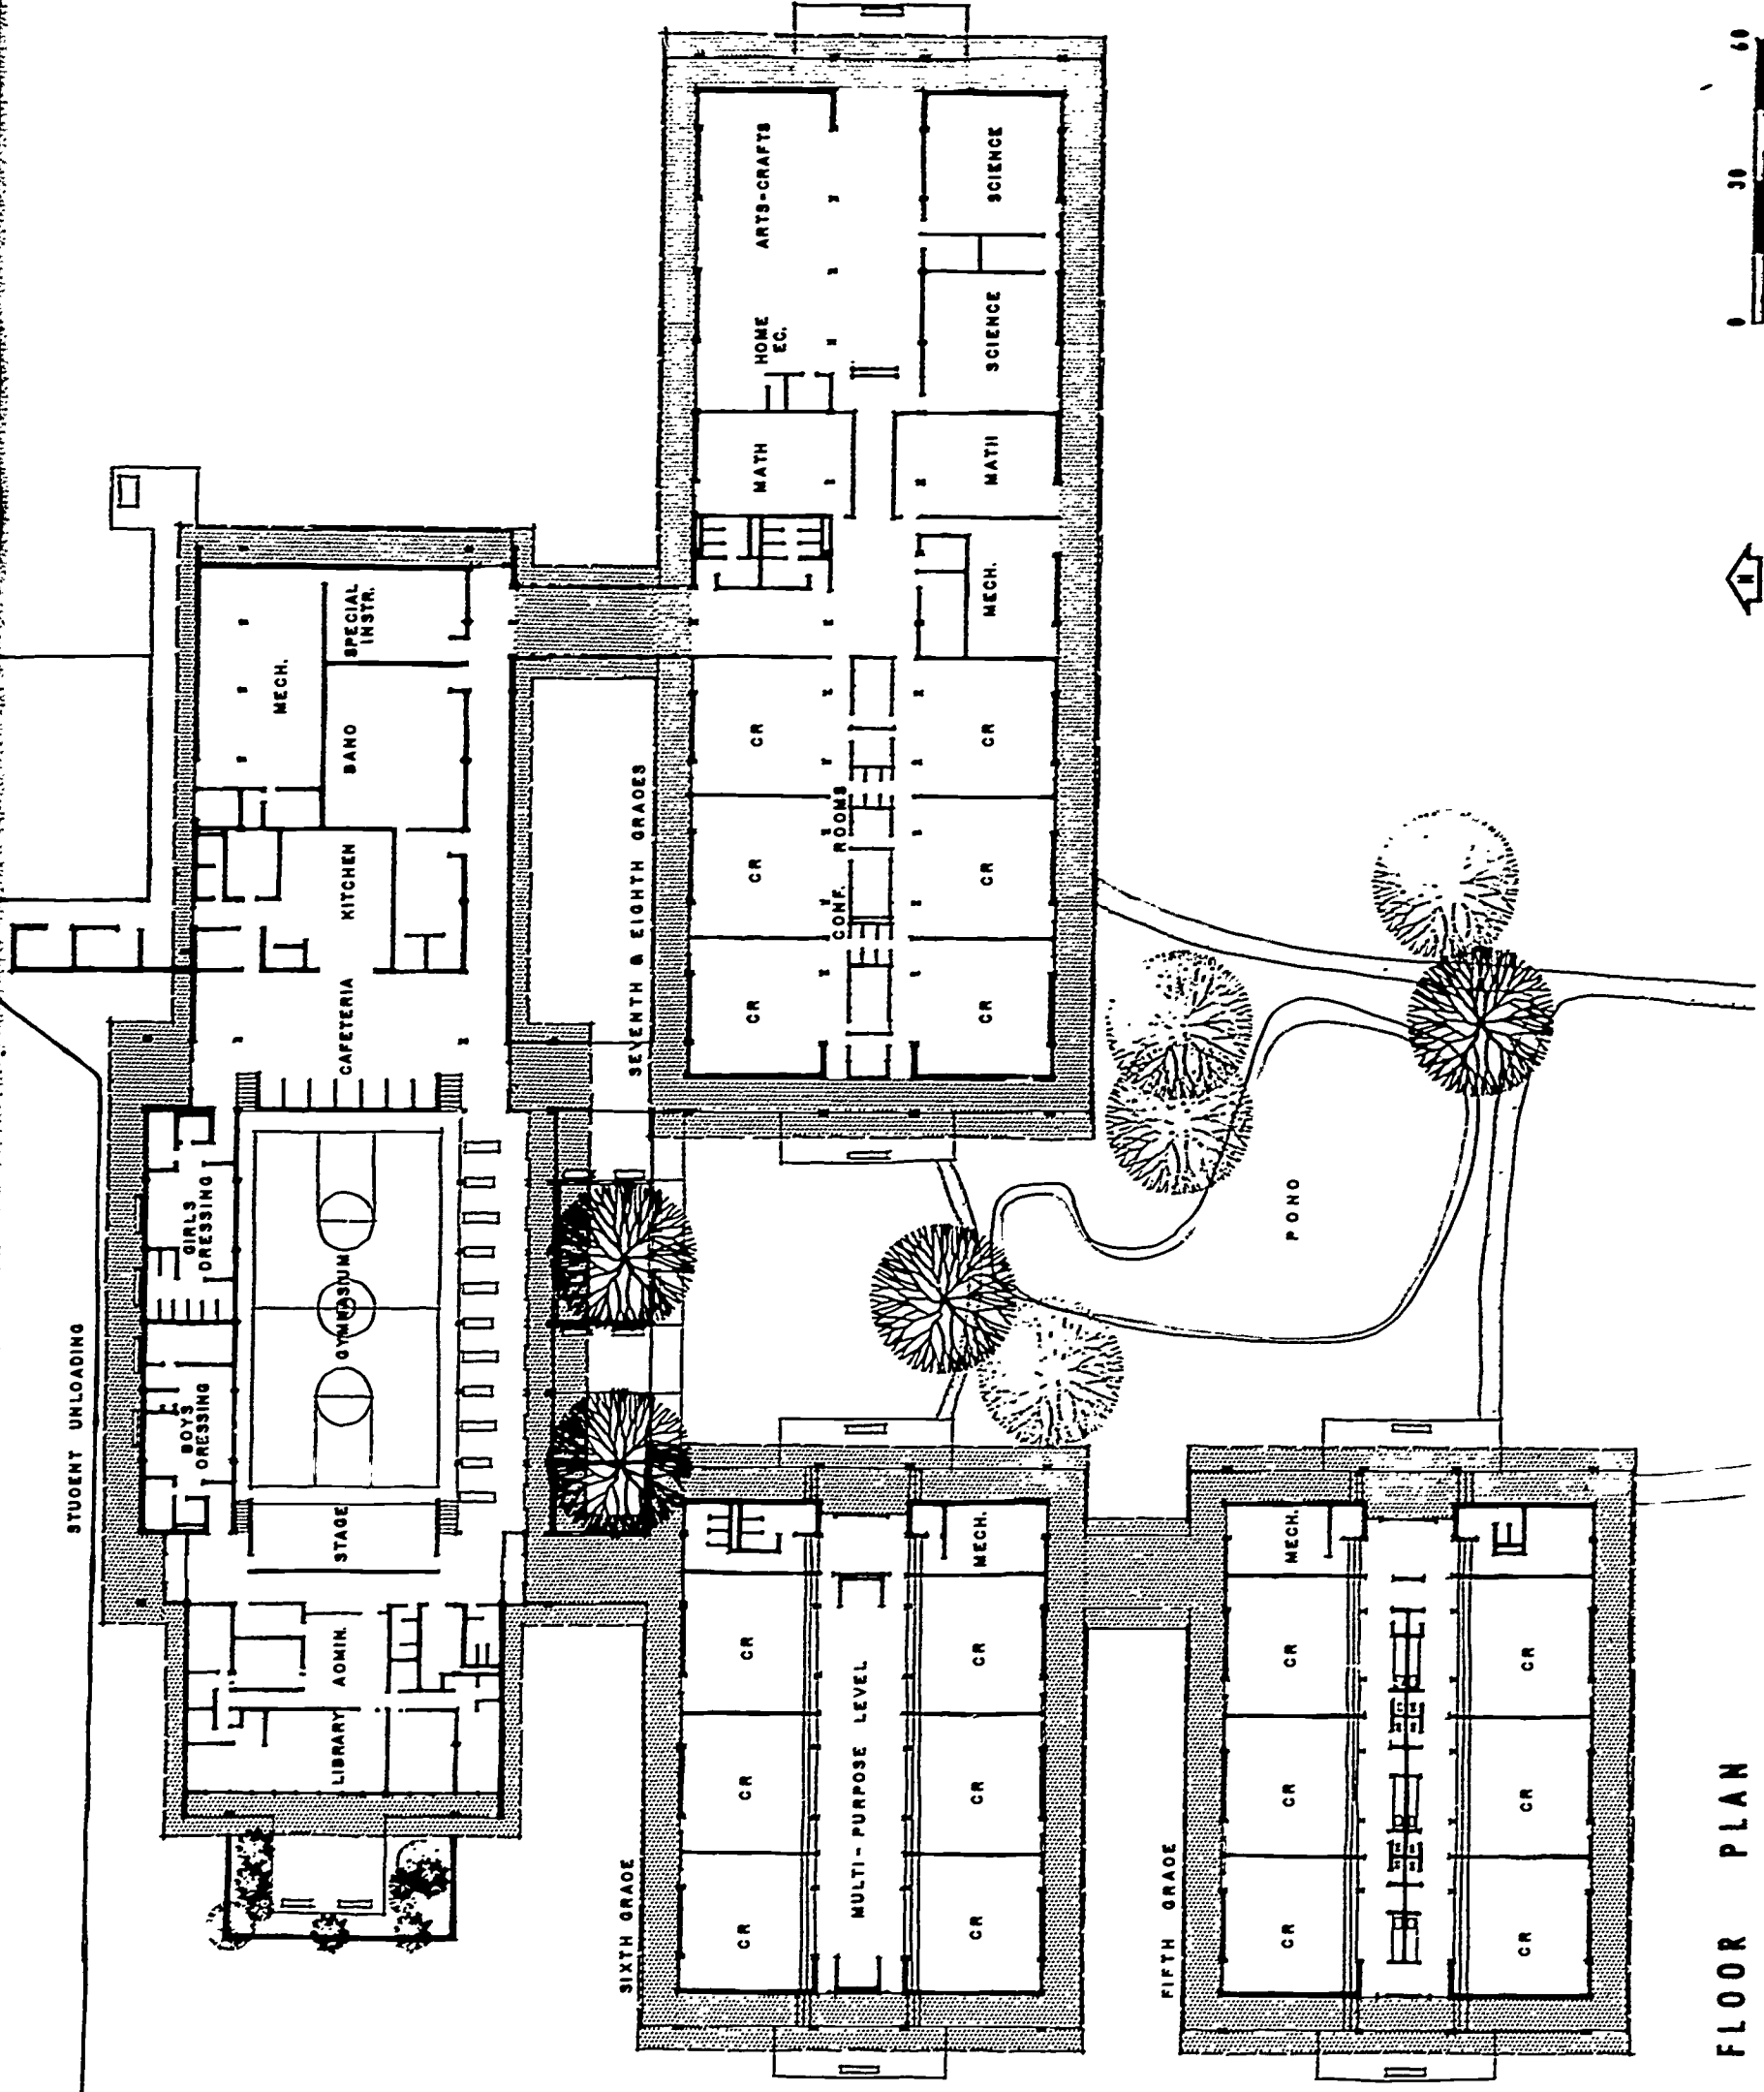 STUDENT UNLOADING
BOYS
DRESSING
GIRLS
DRESSING
MECH.
LIBRARY
ADMIN.
STAGE
GYMNASIUM
CAFETERIA
KITCHEN
BAND
SPECIAL
INSTR.
SIXTH GRADE
SEVENTH & EIGHTH GRADES
CR
CR
CR
CR
CR
CR
MATH
HOME
EC.
ARTS-CRAFTS
MULTI-PURPOSE LEVEL
CONF. ROOMS
CR
CR
CR
MECH.
CR
CR
CR
MECH.
MATH
SCIENCE
SCIENCE
FIFTH GRADE
CR
CR
CR
MECH.
POND
CR
CR
CR
FLOOR PLAN
N
0 30 60